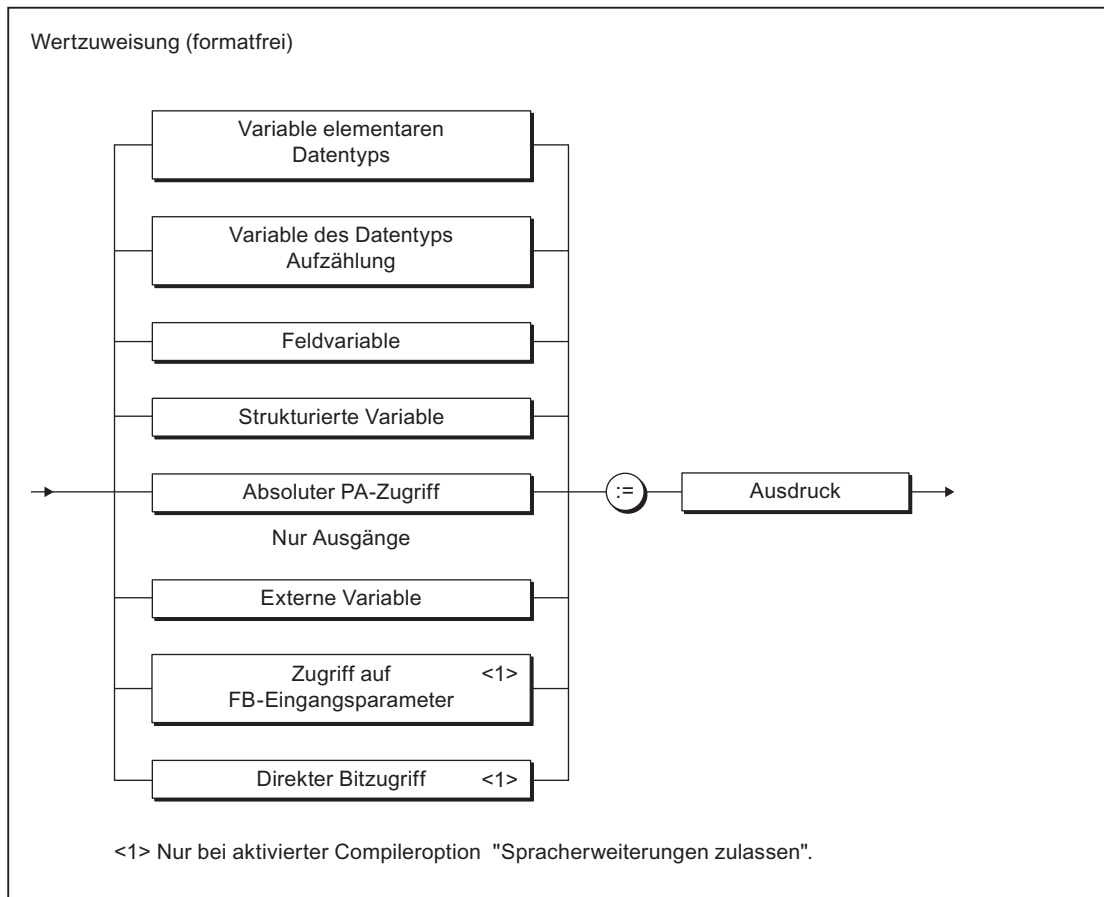 Wertzuweisung (formatfrei)
Variable elementaren
Datentyps
Variable des Datentyps
Aufzählung
Feldvariable
Strukturierte Variable
Absoluter PA-Zugriff
:=
Ausdruck
Nur Ausgänge
Externe Variable
Zugriff auf <1>
FB-Eingangsparameter
Direkter Bitzugriff <1>
<1> Nur bei aktivierter Compileroption "Spracherweiterungen zulassen".